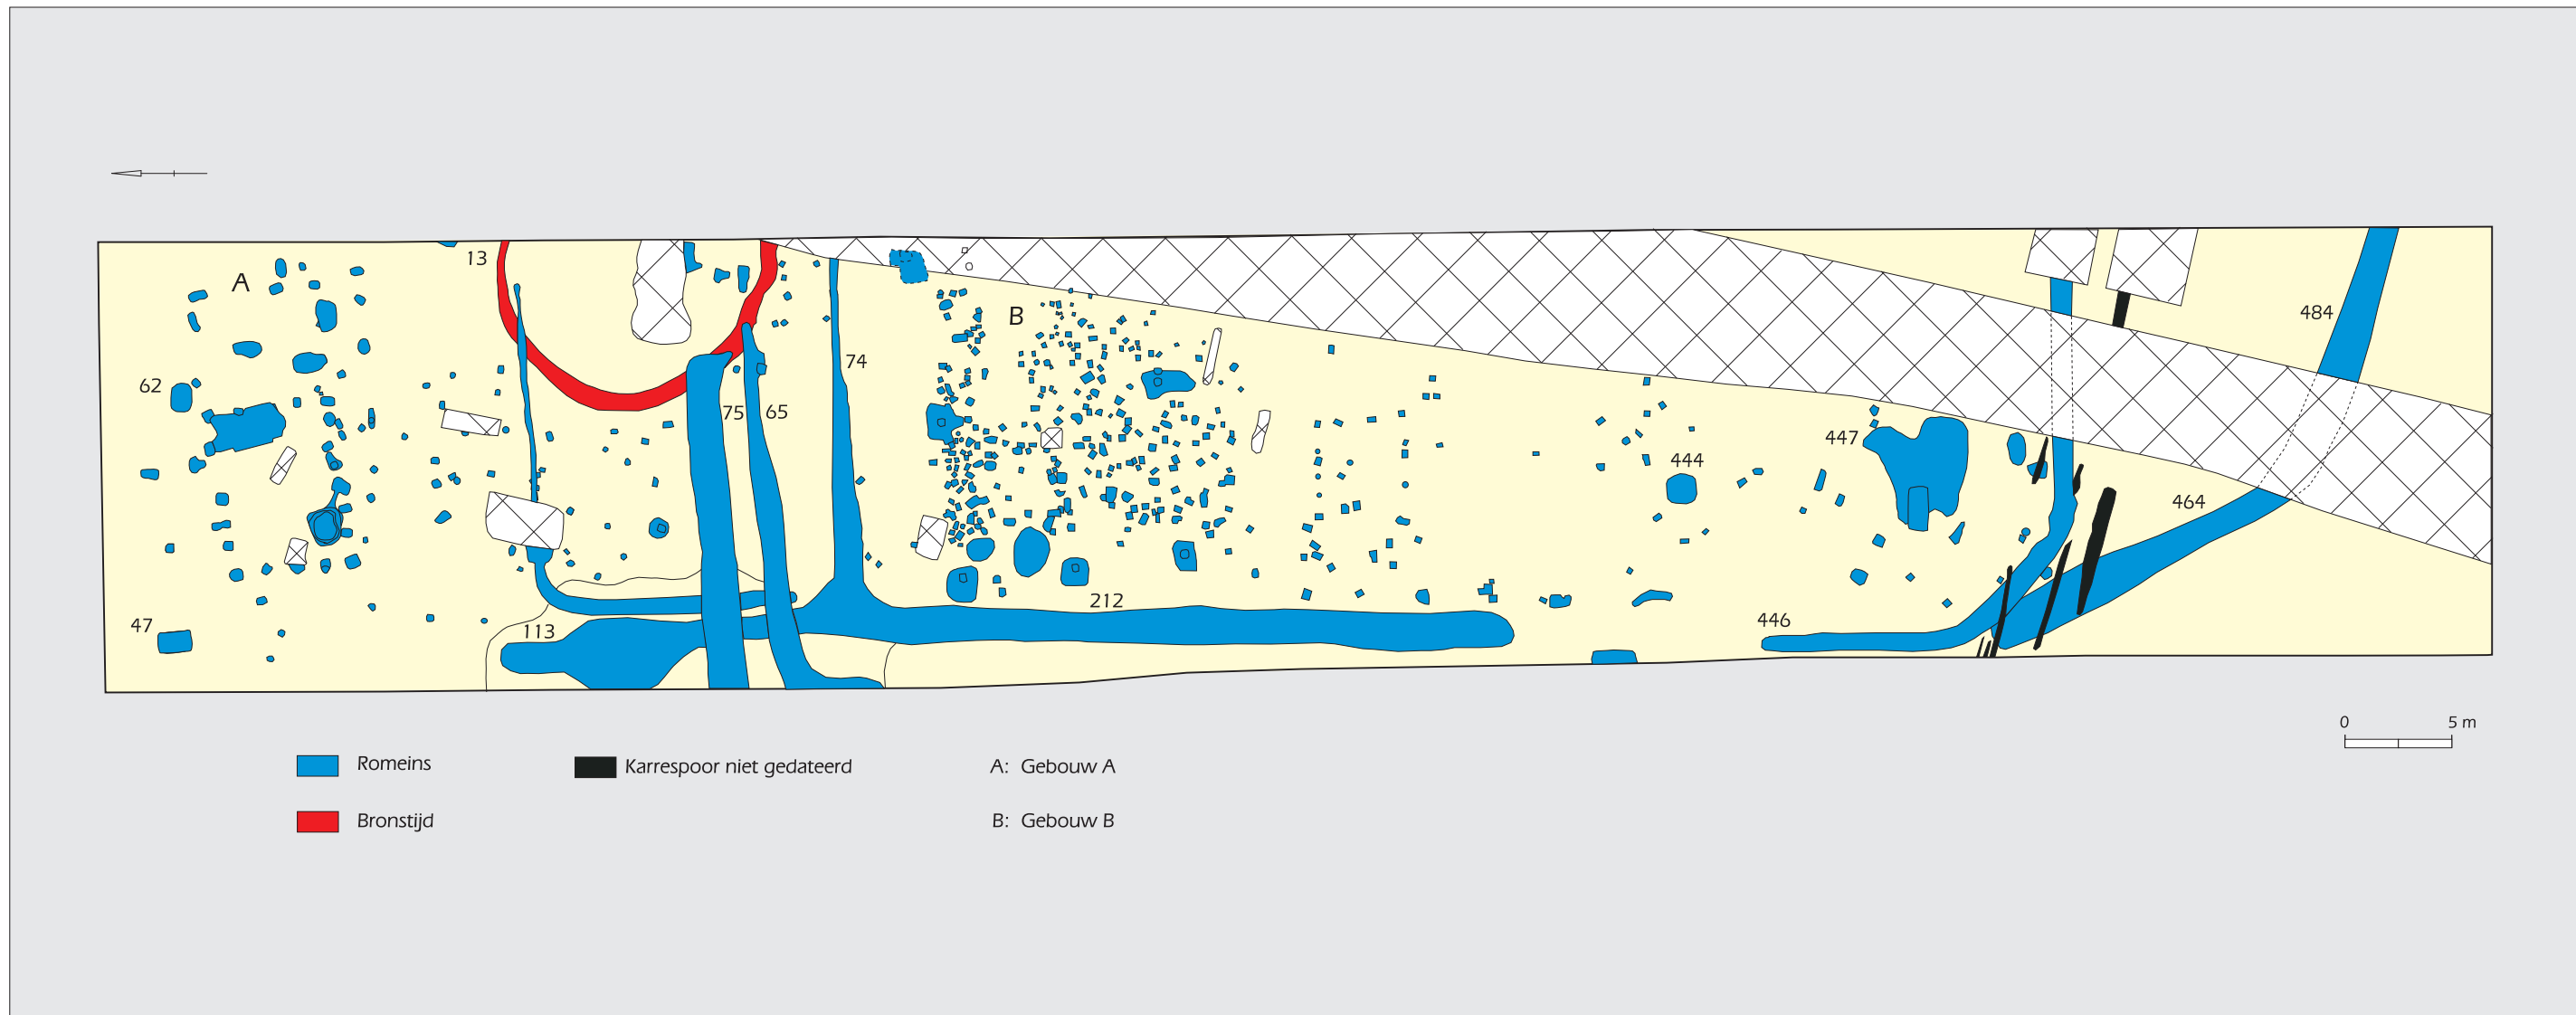 A
13
B
62
74
75
65
484
447
444
464
47
113
212
446
0 5 m
Romeins
Karrespoor niet gedateerd
A: Gebouw A
Bronstijd
B: Gebouw B